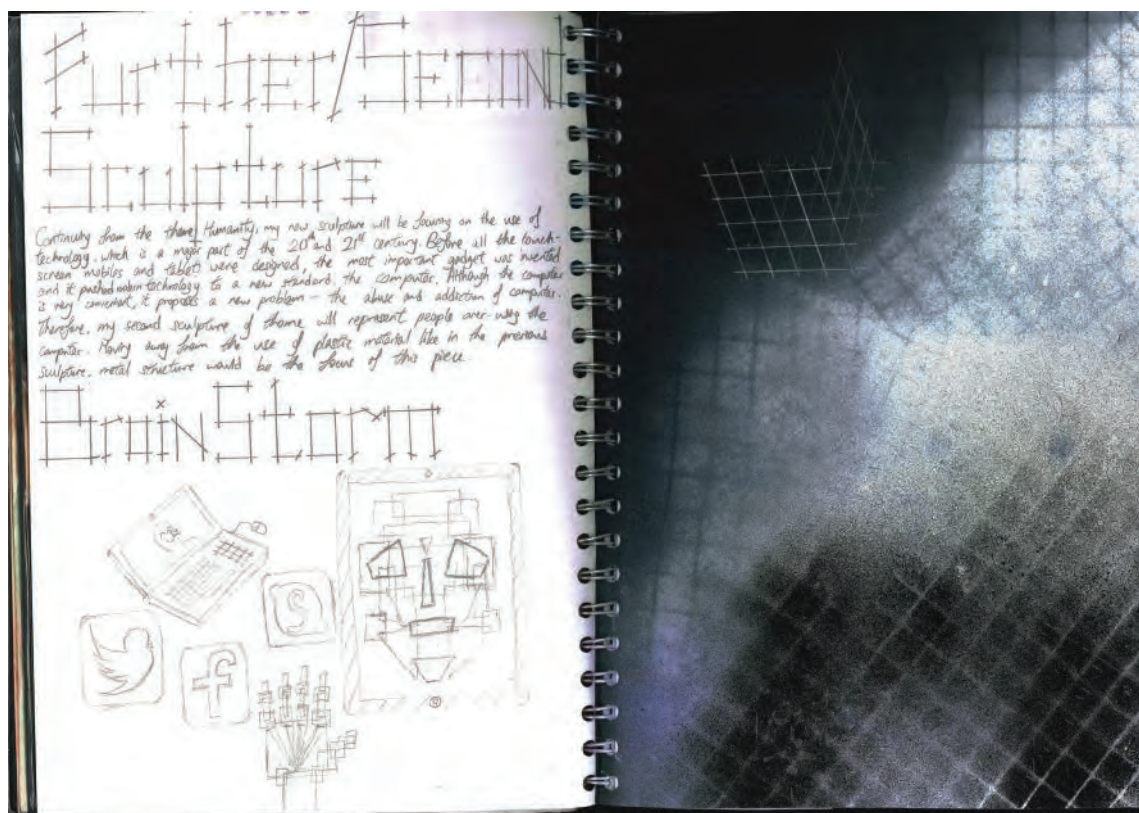 Further/SecoND
SculpturE
Continuity from the theme, Humanity, my new sculpture will be focusing on the use of
technology, which is a major part of the 20th and 21st century. Before all the touch-
screen mobiles and tablets were designed, the most important gadget was invented
and it pushed modern technology to a new standard, the computer. Although the computer
is very convenient, it proposes a new problem – the abuse and addiction of computer.
Therefore, my second sculpture of theme will represent people over-using the
computer. Moving away from the use of plastic material like in the previous
sculpture, metal structure would be the focus of this piece.
BraiNStorm
S
f